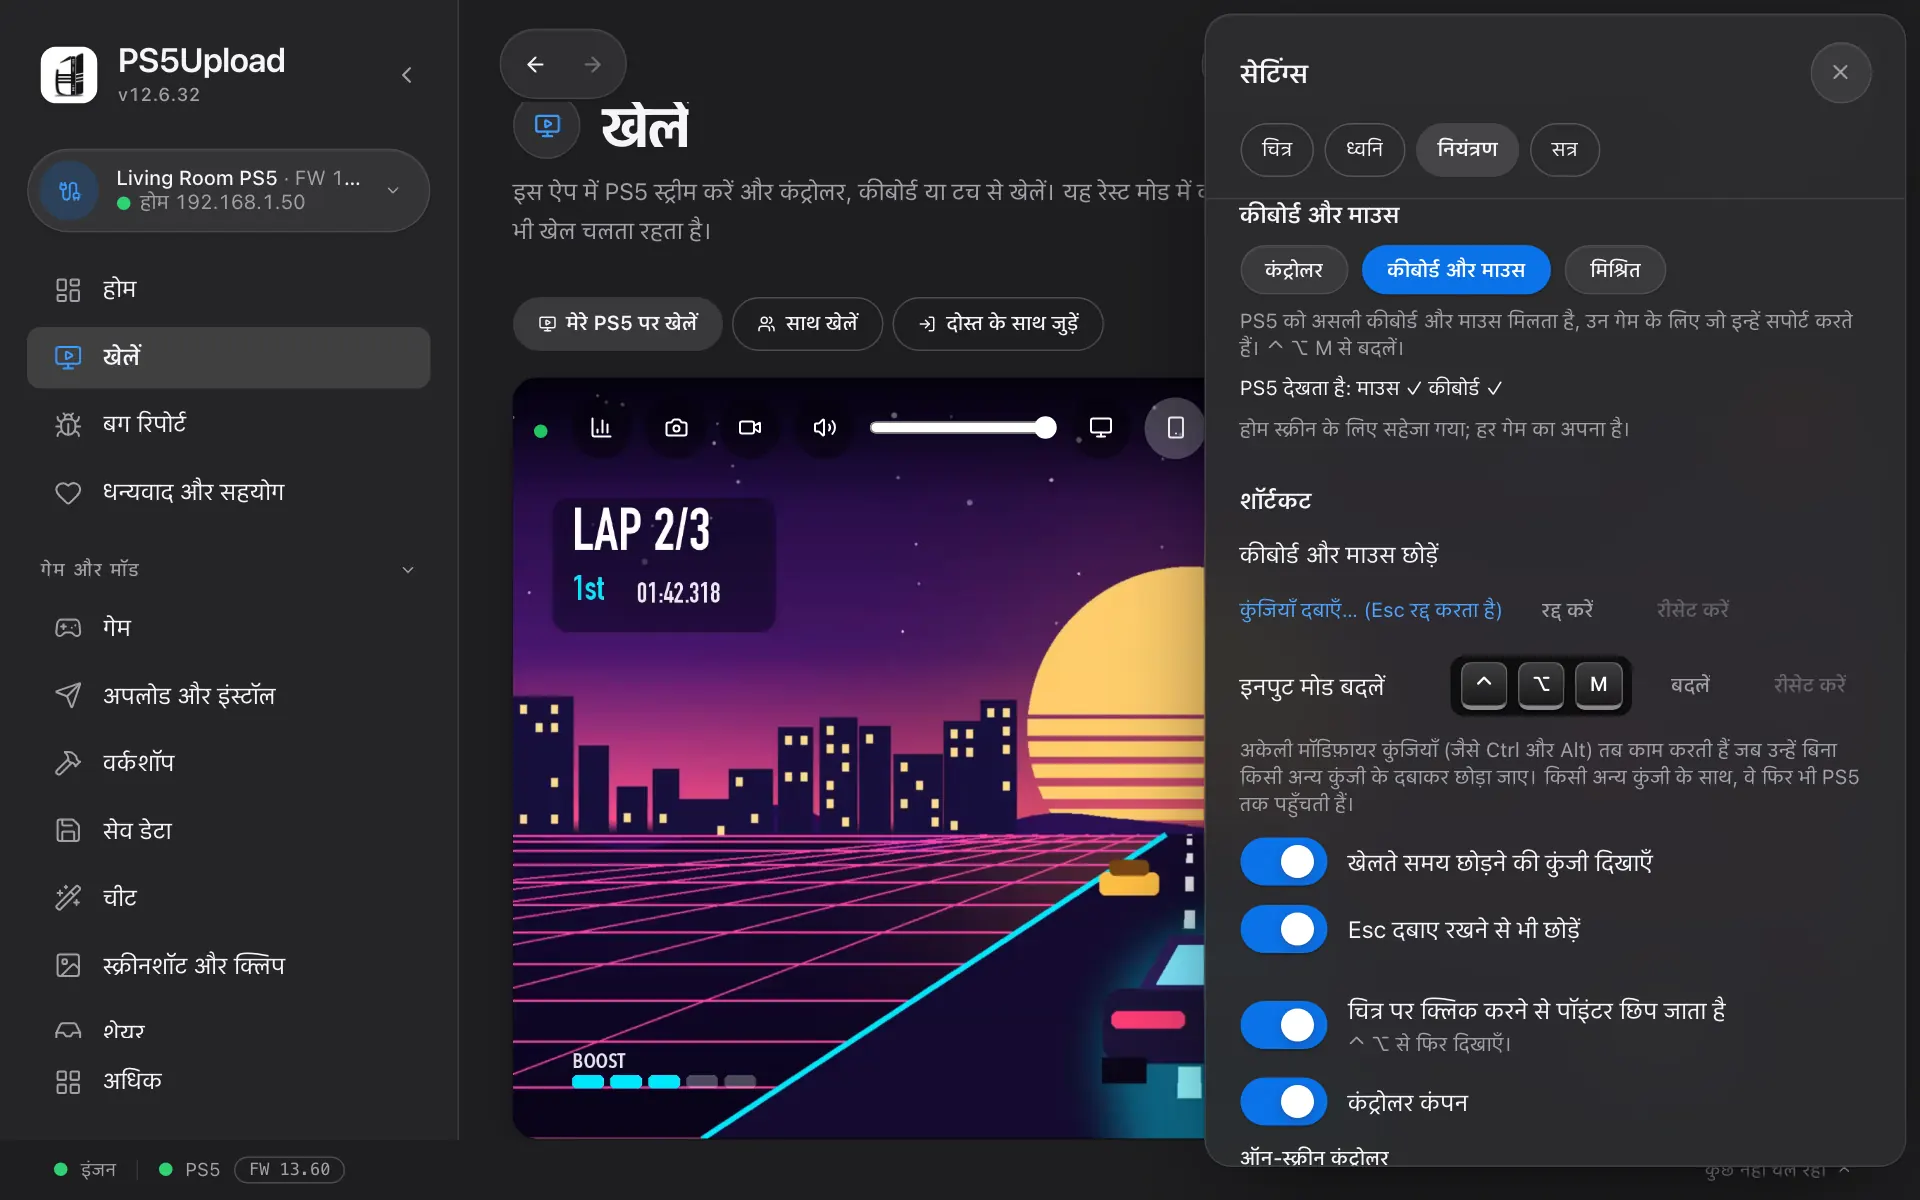 PS5Upload
v12.6.32
Living Room PS5 · FW 1...
होम 192.168.1.50
होम
खेलें
बग रिपोर्ट
धन्यवाद और सहयोग
गेम और मॉड
गेम
अपलोड और इंस्टॉल
वर्कशॉप
सेव डेटा
चीट
स्क्रीनशॉट और क्लिप
शेयर
अधिक
इंजन
PS5
FW 13.60
खेलें
इस ऐप में PS5 स्ट्रीम करें और कंट्रोलर, कीबोर्ड या टच से खेलें। यह रेस्ट मोड में
भी खेल चलता रहता है।
मेरे PS5 पर खेलें
साथ खेलें
दोस्त के साथ जुड़ें
LAP 2/3
1st 01:42.318
BOOST
सेटिंग्स
चित्र
ध्वनि
नियंत्रण
सत्र
कीबोर्ड और माउस
कंट्रोलर
कीबोर्ड और माउस
मिश्रित
PS5 को असली कीबोर्ड और माउस मिलता है, उन गेम के लिए जो इन्हें सपोर्ट करते
हैं। ⌃ ⌥ M से बदलें।
PS5 देखता है: माउस ✓ कीबोर्ड ✓
होम स्क्रीन के लिए सहेजा गया; हर गेम का अपना है।
शॉर्टकट
कीबोर्ड और माउस छोड़ें
कुंजियाँ दबाएँ... (Esc रद्द करता है)
रद्द करें
रीसेट करें
इनपुट मोड बदलें
⌃ ⌥ M
बदलें
रीसेट करें
अकेली मॉडिफ़ायर कुंजियाँ (जैसे Ctrl और Alt) तब काम करती हैं जब उन्हें बिना
किसी अन्य कुंजी के दबाकर छोड़ा जाए। किसी अन्य कुंजी के साथ, वे फिर भी PS5
तक पहुँचती हैं।
खेलते समय छोड़ने की कुंजी दिखाएँ
Esc दबाए रखने से भी छोड़ें
चित्र पर क्लिक करने से पॉइंटर छिप जाता है
⌃ ⌥ से फिर दिखाएँ।
कंट्रोलर कंपन
ऑन-स्क्रीन कंट्रोलर
कुछ नहीं चल रहा